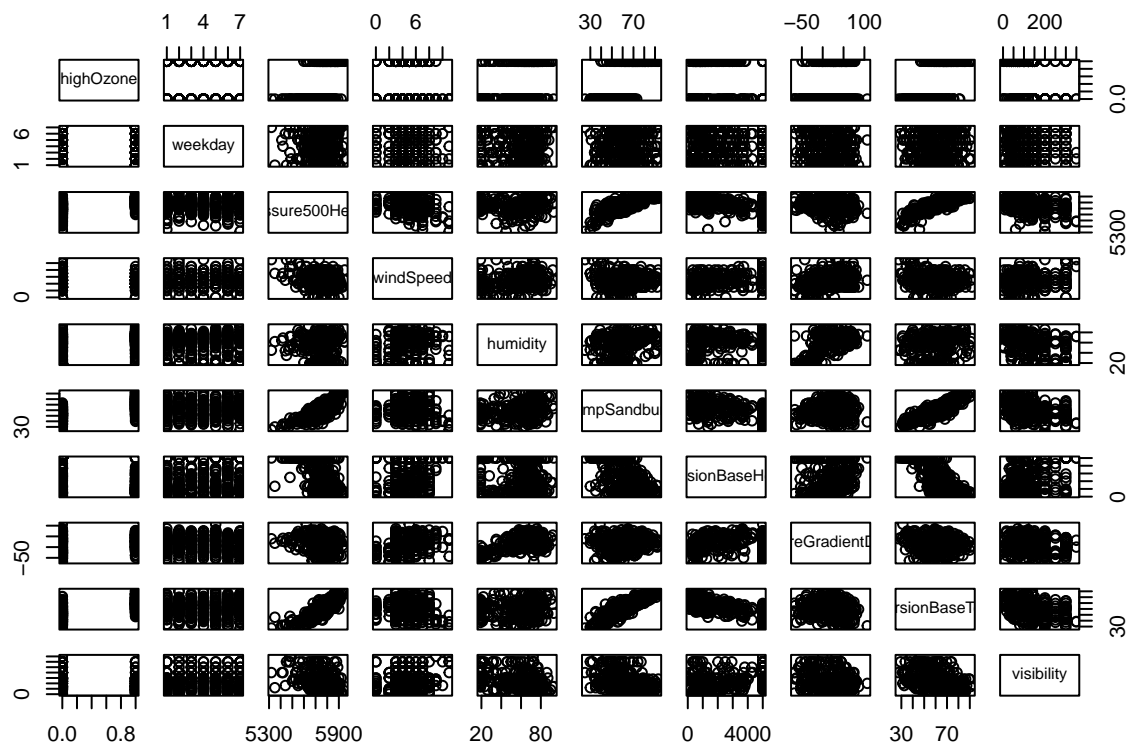 1 4 7 0 6 30 70 −50 100 0 200
highOzone
0.0
1 6
weekday
ssure500He
5300
0
windSpeed
humidity
20
30
mpSandbu
sionBaseH
0
−50
reGradientD
rsionBaseT
30
0
visibility
0.0 0.8 5300 5900 20 80 0 4000 30 70